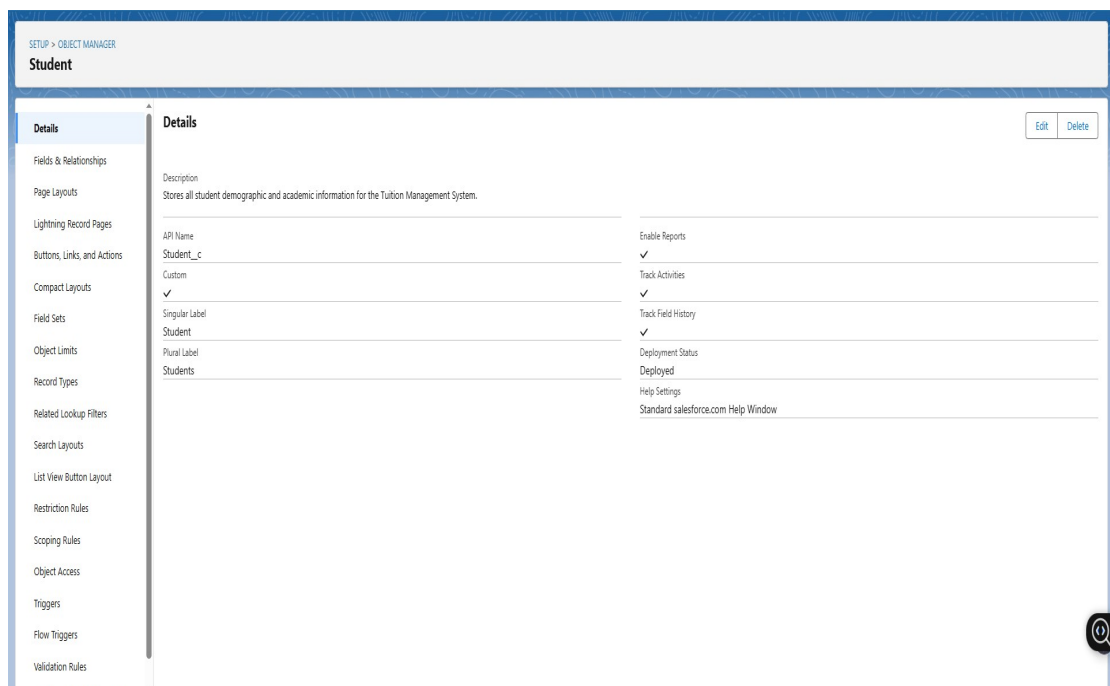 SETUP > OBJECT MANAGER
Student
Details
Fields & Relationships
Page Layouts
Lightning Record Pages
Buttons, Links, and Actions
Compact Layouts
Field Sets
Object Limits
Record Types
Related Lookup Filters
Search Layouts
List View Button Layout
Restriction Rules
Scoping Rules
Object Access
Triggers
Flow Triggers
Validation Rules
Details
Edit
Delete
Description
Stores all student demographic and academic information for the Tuition Management System.
API Name
Student__c
Custom
Singular Label
Student
Plural Label
Students
Enable Reports
Track Activities
Track Field History
Deployment Status
Deployed
Help Settings
Standard salesforce.com Help Window